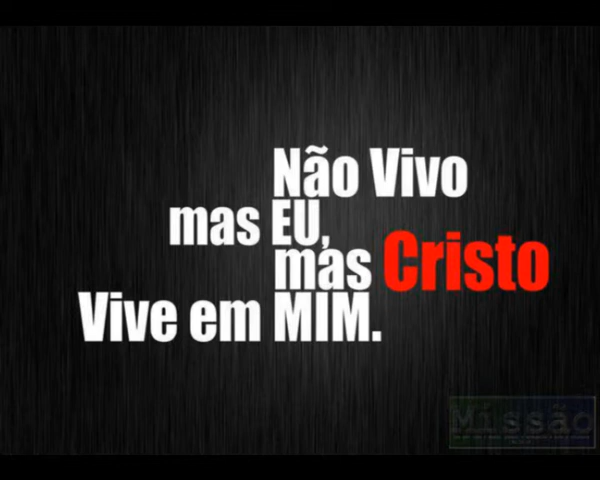 Não Vivo
mas EU,
mas Cristo
Vive em MIM.
Missão